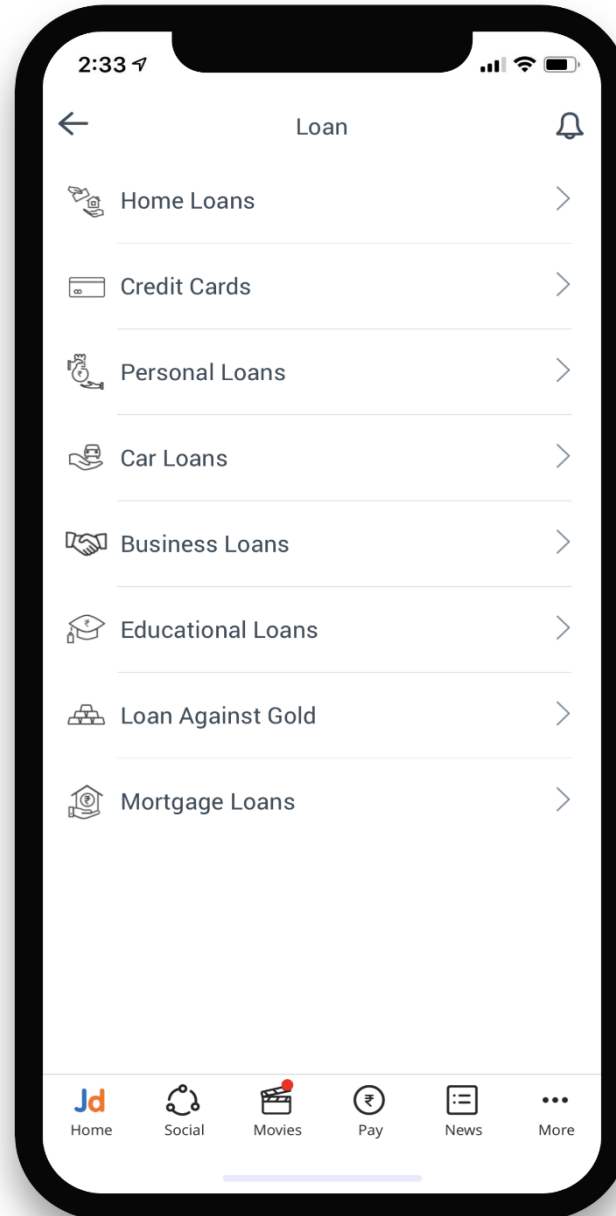 2:33
Loan
Home Loans
Credit Cards
Personal Loans
Car Loans
Business Loans
Educational Loans
Loan Against Gold
Mortgage Loans
Jd
Home Social Movies Pay News More